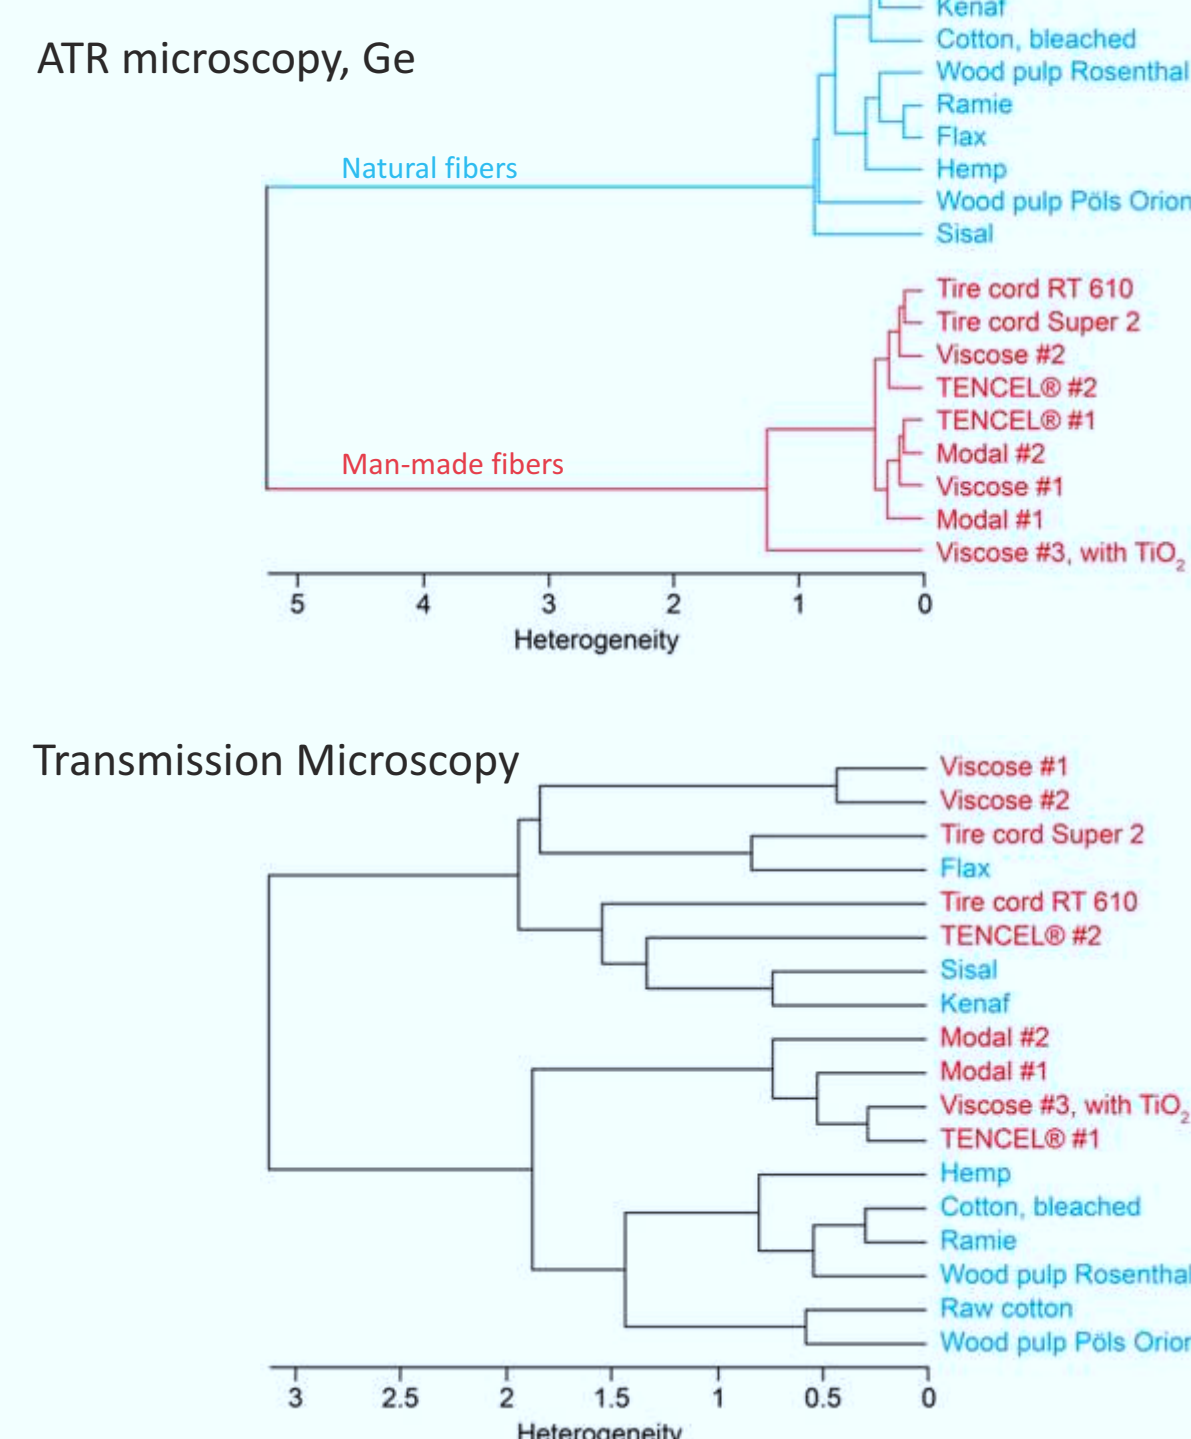 Kenaf
ATR microscopy, Ge
Cotton, bleached
Wood pulp Rosenthal
Ramie
Flax
Natural fibers
Hemp
Wood pulp Pöls Orion
Sisal
Tire cord RT 610
Tire cord Super 2
Viscose #2
TENCEL® #2
TENCEL® #1
Modal #2
Man-made fibers
Viscose #1
Modal #1
Viscose #3, with TiO₂
5 4 3 2 1 0
Heterogeneity
Transmission Microscopy
Viscose #1
Viscose #2
Tire cord Super 2
Flax
Tire cord RT 610
TENCEL® #2
Sisal
Kenaf
Modal #2
Modal #1
Viscose #3, with TiO₂
TENCEL® #1
Hemp
Cotton, bleached
Ramie
Wood pulp Rosenthal
Raw cotton
Wood pulp Pöls Orion
3 2.5 2 1.5 1 0.5 0
Heterogeneity